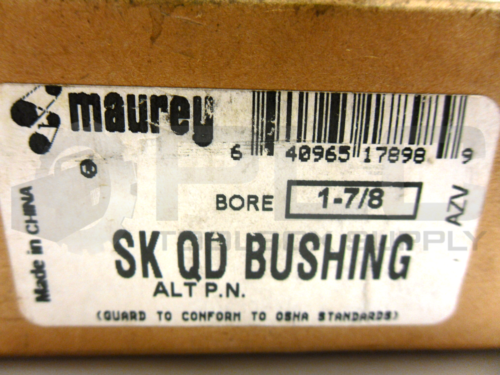 maurey
6 40965 17898 9
®
BORE 1-7/8
AZV
Made in CHINA
SK QD BUSHING
ALT P.N.
(GUARD TO CONFORM TO OSHA STANDARDS)